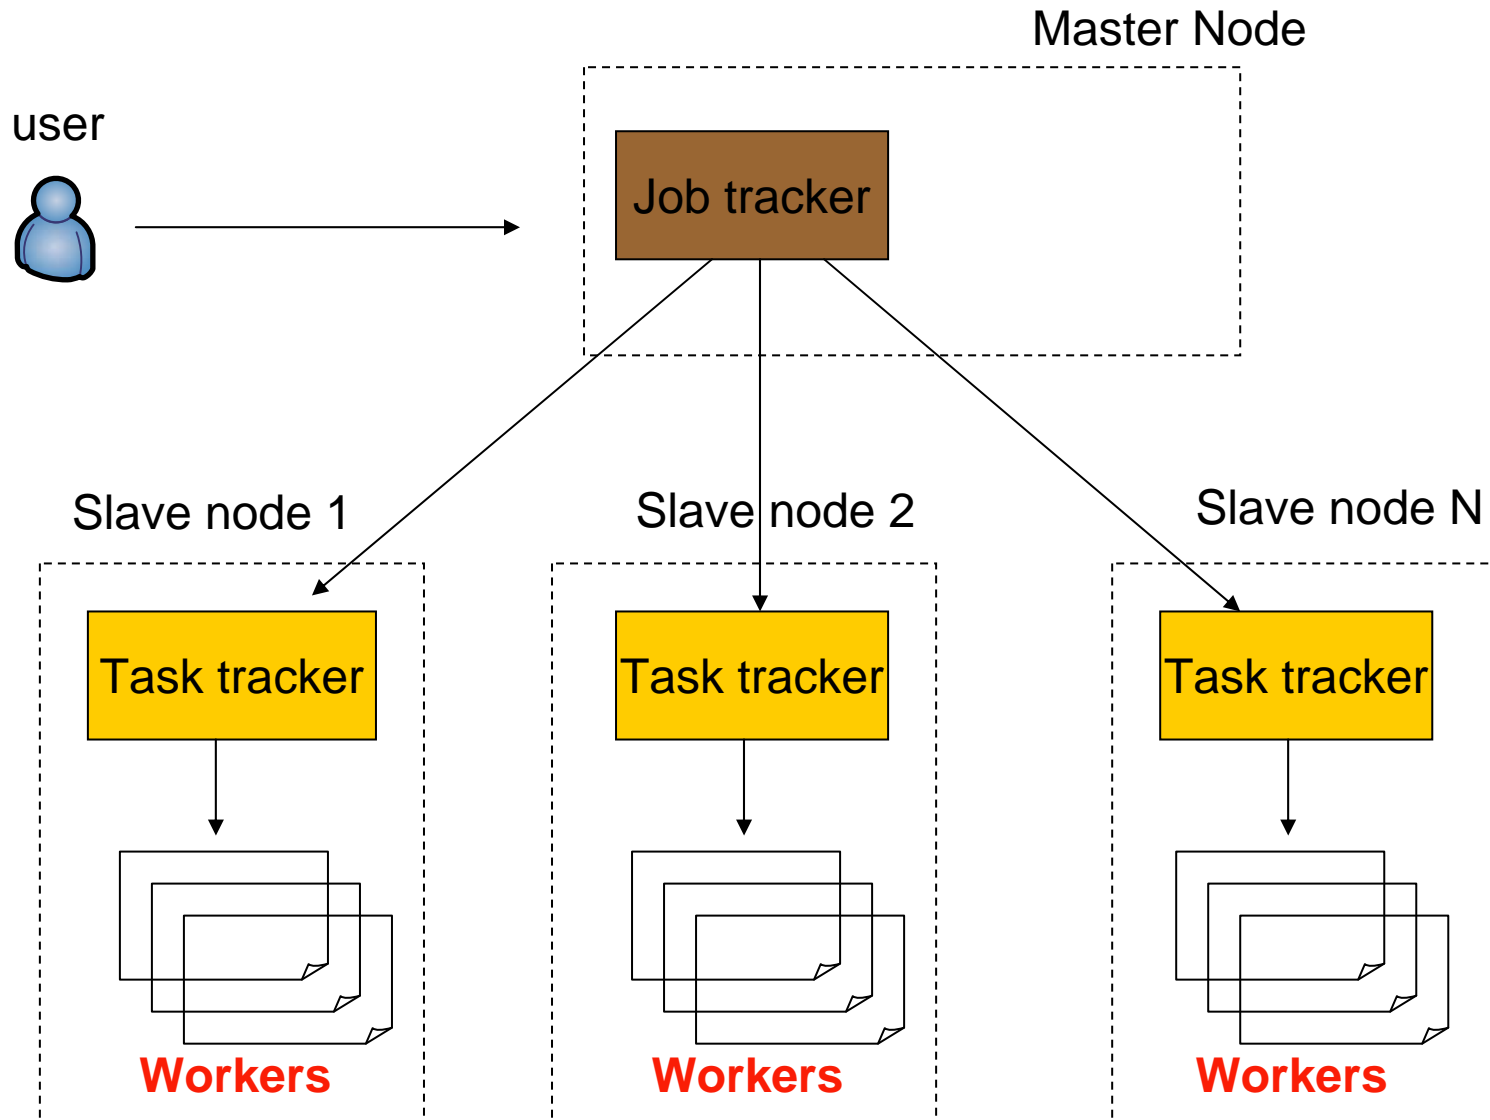 Master Node
user
Job tracker
Slave node 1
Slave node 2
Slave node N
Task tracker
Task tracker
Task tracker
Workers
Workers
Workers